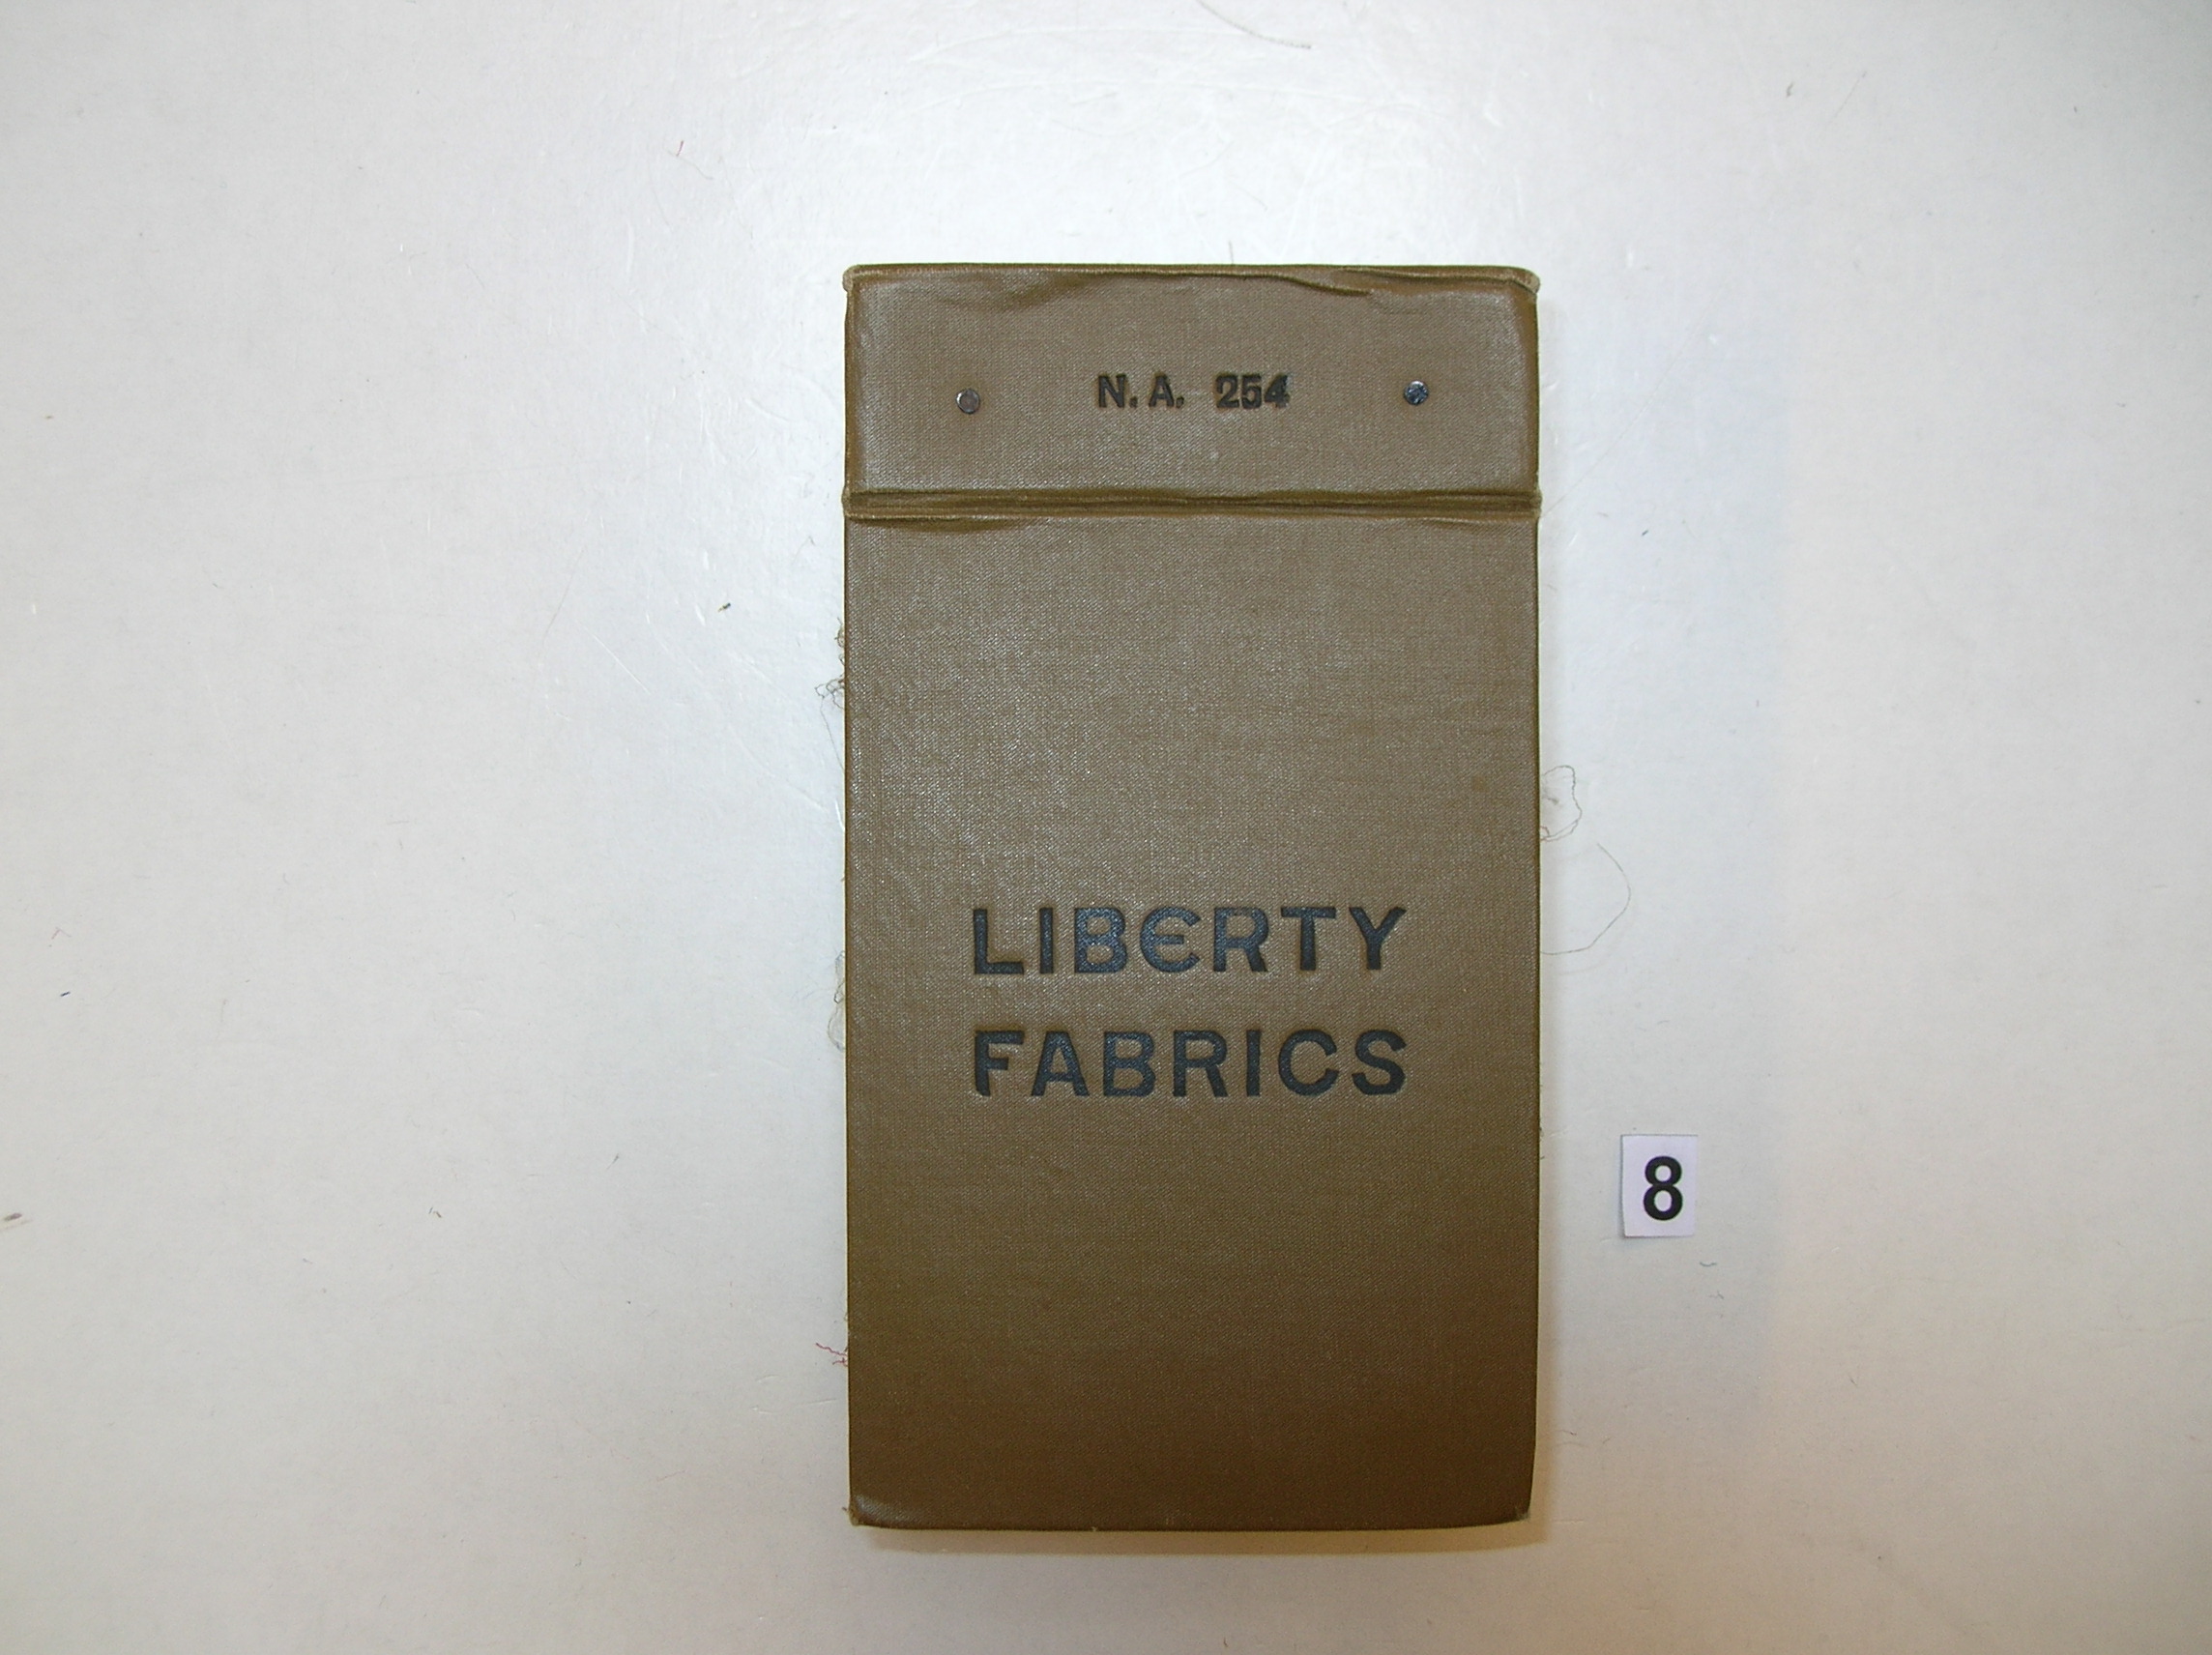 N. A. 254
LIBERTY
FABRICS
8